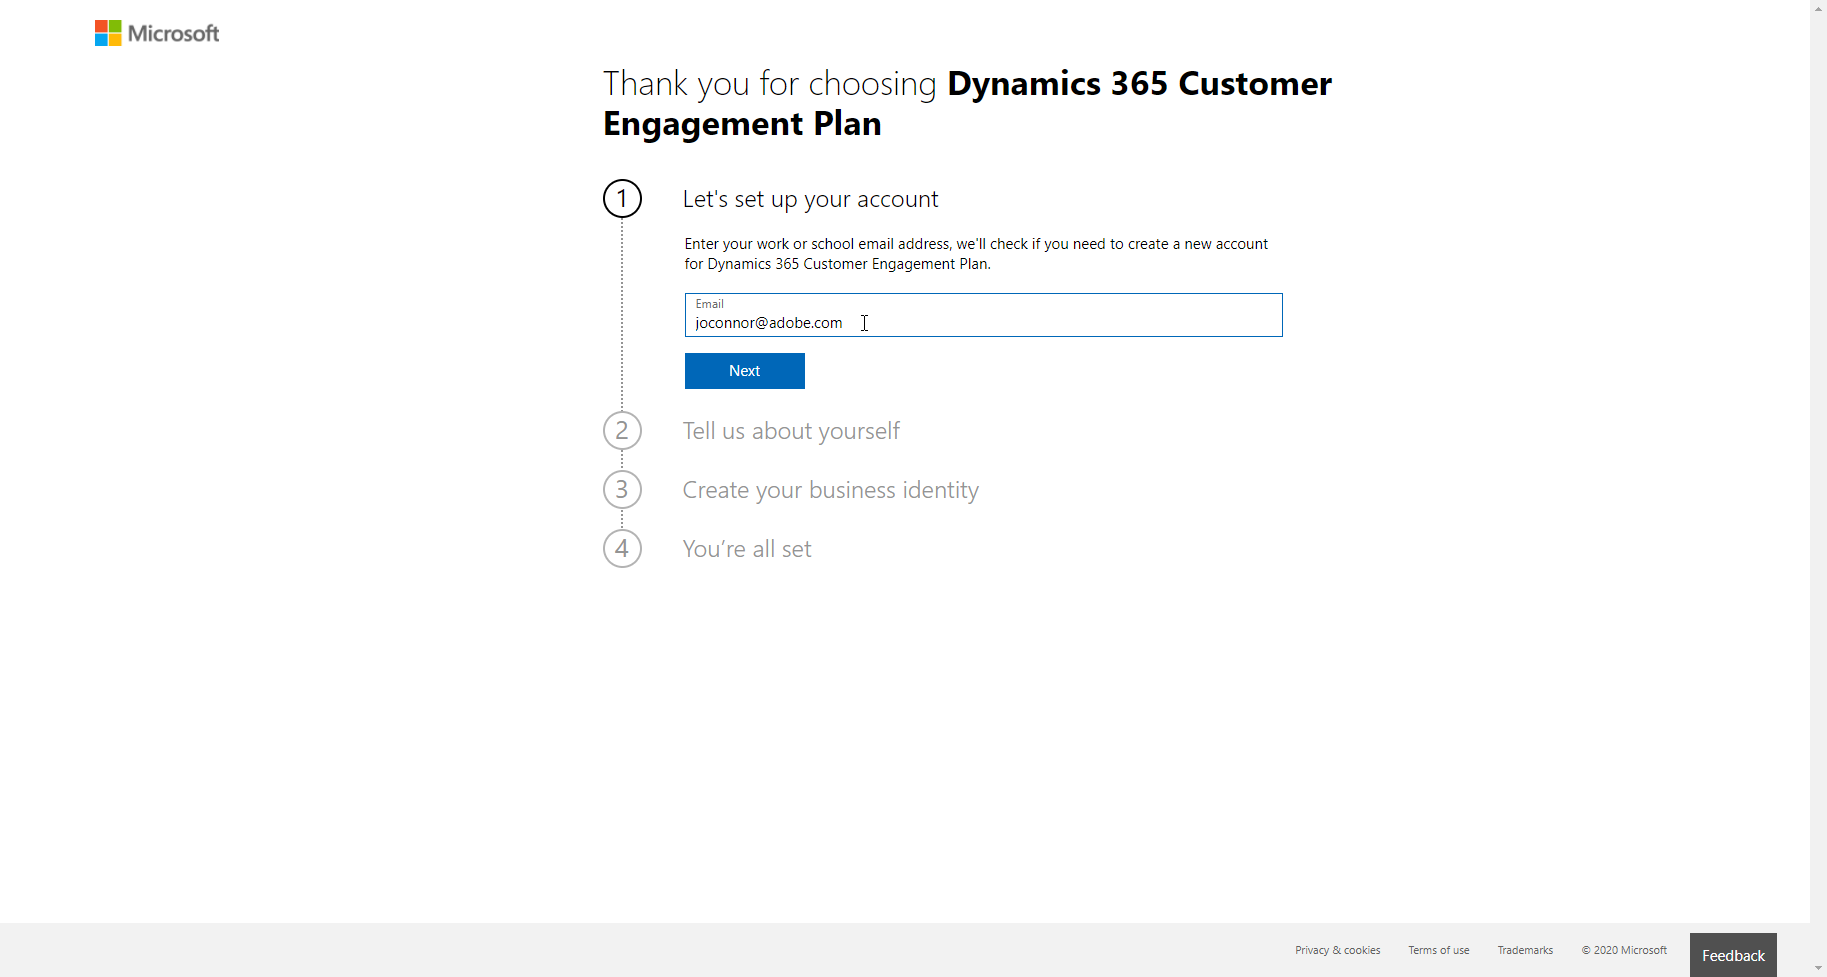 Microsoft
Thank you for choosing Dynamics 365 Customer
Engagement Plan
1
Let's set up your account
Enter your work or school email address, we'll check if you need to create a new account
for Dynamics 365 Customer Engagement Plan.
Email
joconnor@adobe.com
Next
2
Tell us about yourself
3
Create your business identity
4
You’re all set
Privacy & cookies
Terms of use
Trademarks
© 2020 Microsoft
Feedback